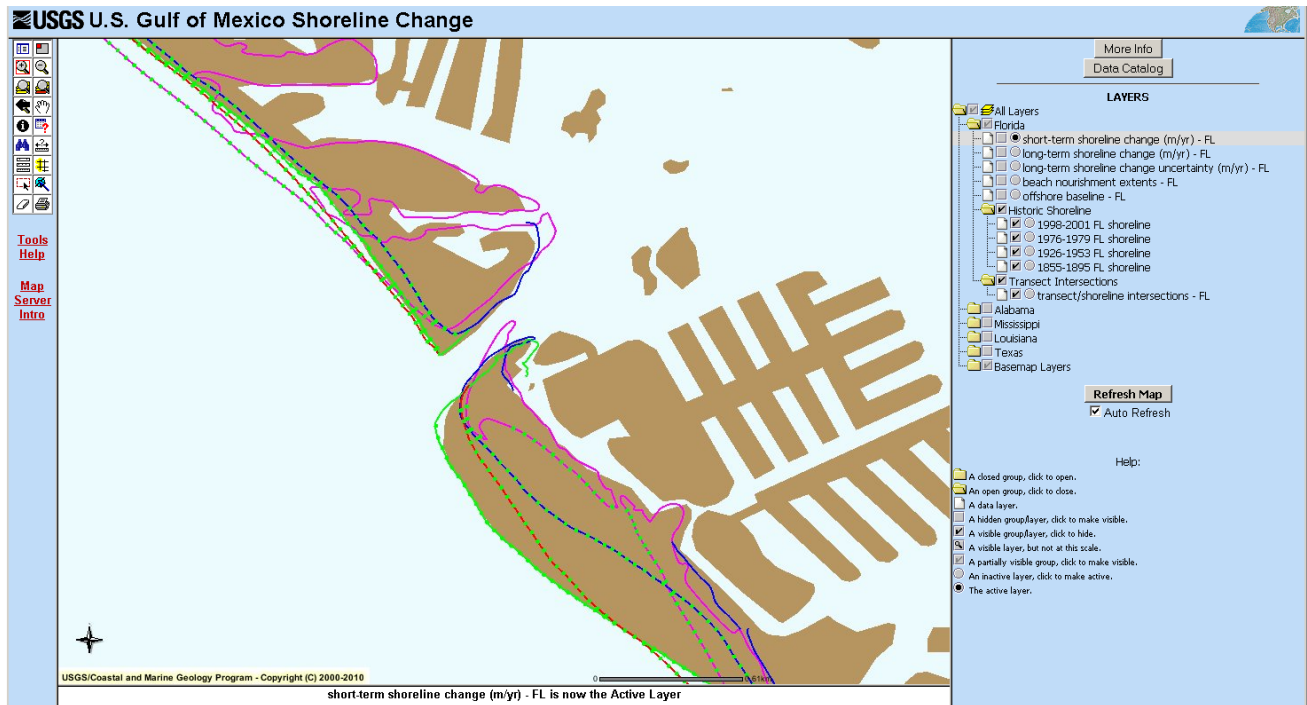 USGS U.S. Gulf of Mexico Shoreline Change
Tools
Help
Map
Server
Intro
USGS/Coastal and Marine Geology Program - Copyright (C) 2000-2010
0 0.61km
short-term shoreline change (m/yr) - FL is now the Active Layer
More Info
Data Catalog
LAYERS
All Layers
Florida
short-term shoreline change (m/yr) - FL
long-term shoreline change (m/yr) - FL
long-term shoreline change uncertainty (m/yr) - FL
beach nourishment extents - FL
offshore baseline - FL
Historic Shoreline
1998-2001 FL shoreline
1976-1979 FL shoreline
1926-1953 FL shoreline
1855-1895 FL shoreline
Transect Intersections
transect/shoreline intersections - FL
Alabama
Mississippi
Louisiana
Texas
Basemap Layers
Refresh Map
Auto Refresh
Help:
A closed group, click to open.
An open group, click to close.
A data layer.
A hidden group/layer, click to make visible.
A visible group/layer, click to hide.
A visible layer, but not at this scale.
A partially visible group, click to make visible.
An inactive layer, click to make active.
The active layer.